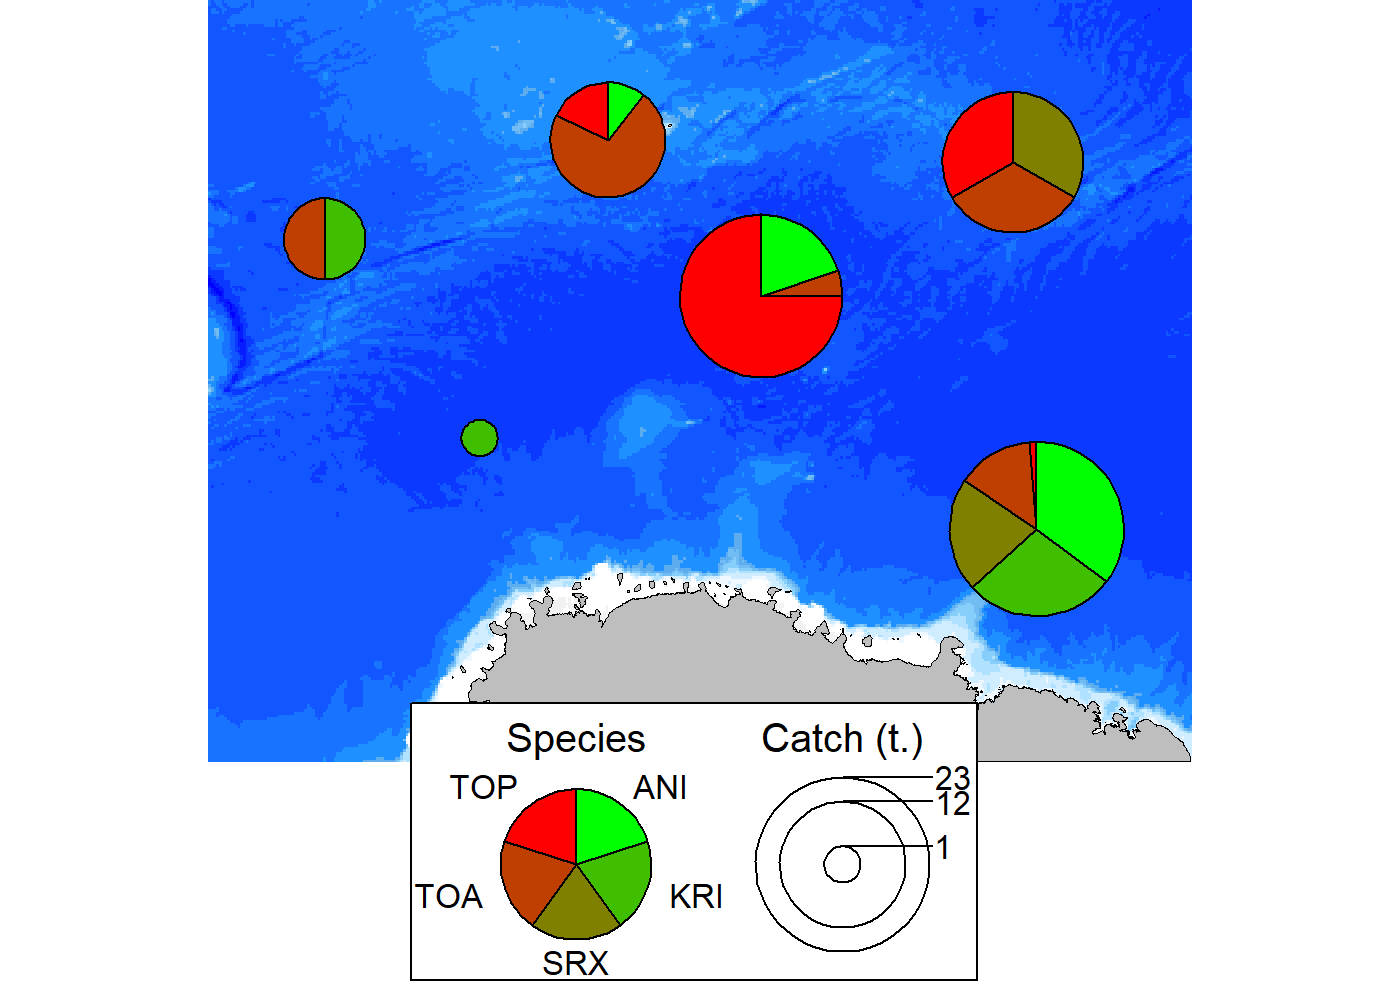 Species
Catch (t.)
TOP
ANI
TOA
KRI
SRX
23
12
1